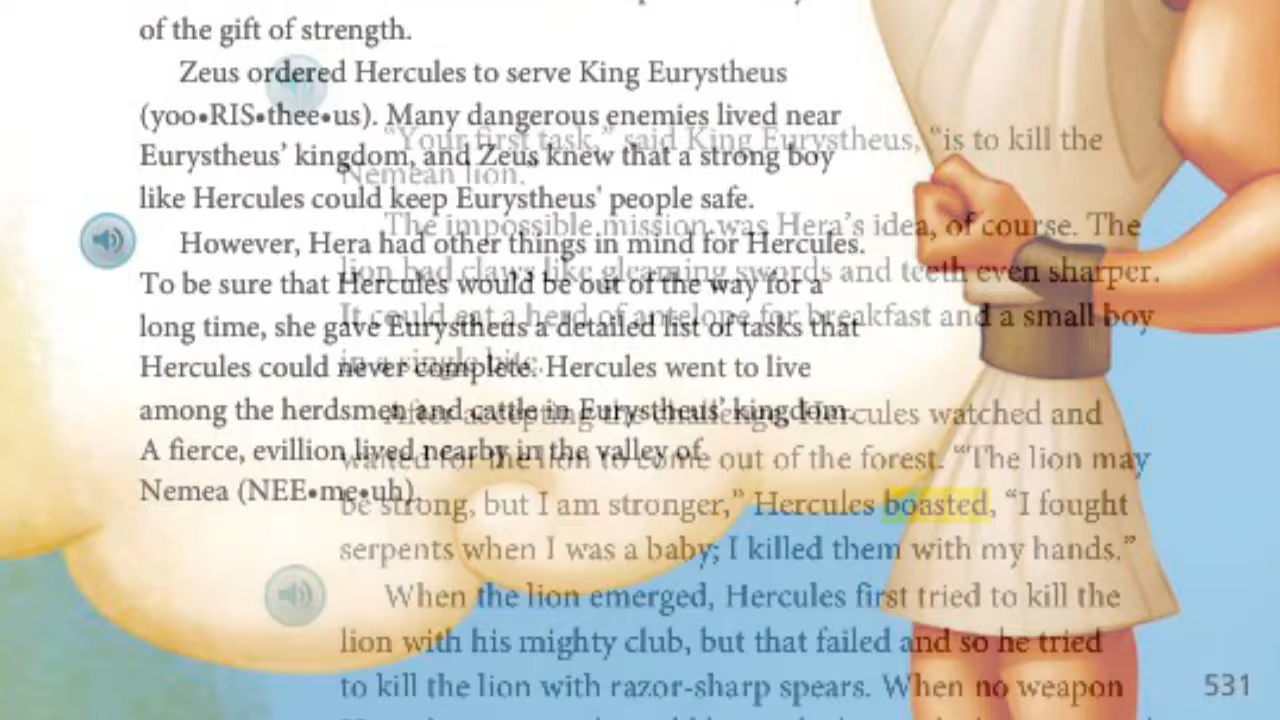 of the gift of strength.
Zeus ordered Hercules to serve King Eurystheus
(yoo•RIS•thee•us). Many dangerous enemies lived near
Eurystheus’ kingdom, and Zeus knew that a strong boy
like Hercules could keep Eurystheus' people safe.
However, Hera had other things in mind for Hercules.
To be sure that Hercules would be out of the way for a
long time, she gave Eurystheus a detailed list of tasks that
Hercules could never complete. Hercules went to live
among the herdsmen and cattle in Eurystheus’ kingdom.
A fierce, evillion lived nearby in the valley of
Nemea (NEE•me•uh).
“Your first task,” said King Eurystheus, “is to kill the
Nemean lion.”
The impossible mission was Hera’s idea, of course. The
lion had claws like gleaming swords and teeth even sharper.
It could eat a herd of antelope for breakfast and a small boy
in a single bite.
After accepting the challenge, Hercules watched and
waited for the lion to come out of the forest. “The lion may
be strong, but I am stronger,” Hercules boasted, “I fought
serpents when I was a baby; I killed them with my hands.”
When the lion emerged, Hercules first tried to kill the
lion with his mighty club, but that failed and so he tried
to kill the lion with razor-sharp spears. When no weapon
531